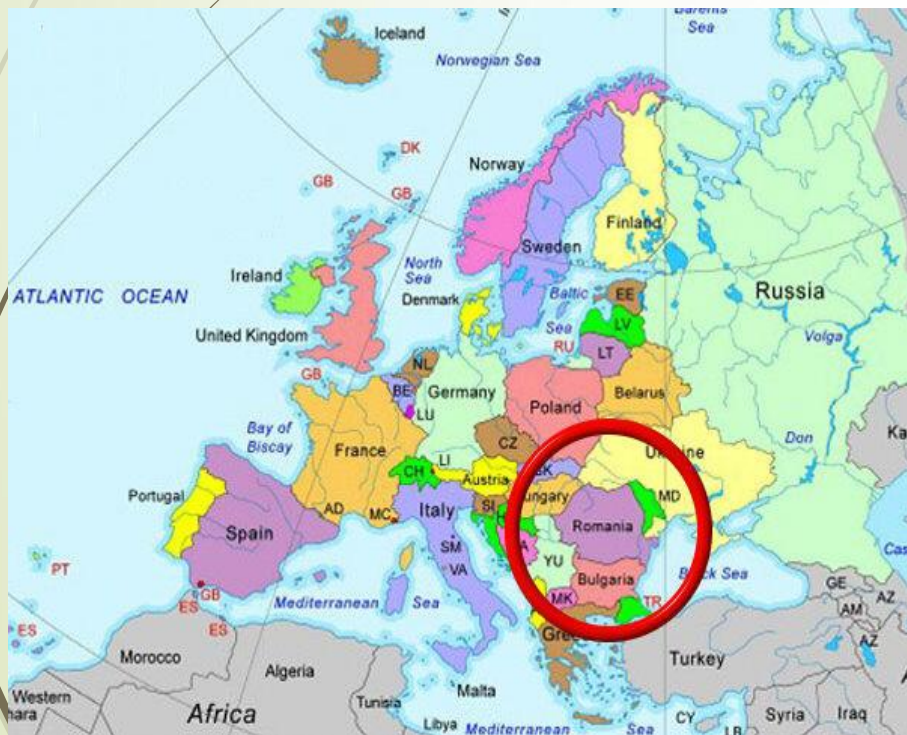 Iceland
Barents
Sea
Norwegian Sea
DK
GB
GB
Norway
Finland
Sweden
North
Sea
Ireland
ATLANTIC OCEAN
Denmark
Baltic
Sea
EE
Russia
LV
Volga
United Kingdom
RU
LT
GB
NL
BE
Germany
Belarus
LU
Poland
Bay of
Biscay
France
CZ
Don
LI
CH
Austria
Portugal
AD
MC
Italy
SI
MD
Spain
Romania
SM
VA
YU
PT
GB
ES
Mediterranean Sea
Bulgaria
MK
TR
GE
AZ
AM
AZ
ES
ES
Morocco
Algeria
Turkey
Malta
Tunisia
Western
Africa
Libya
Mediterranean Sea
CY
LB
Syria
Iraq